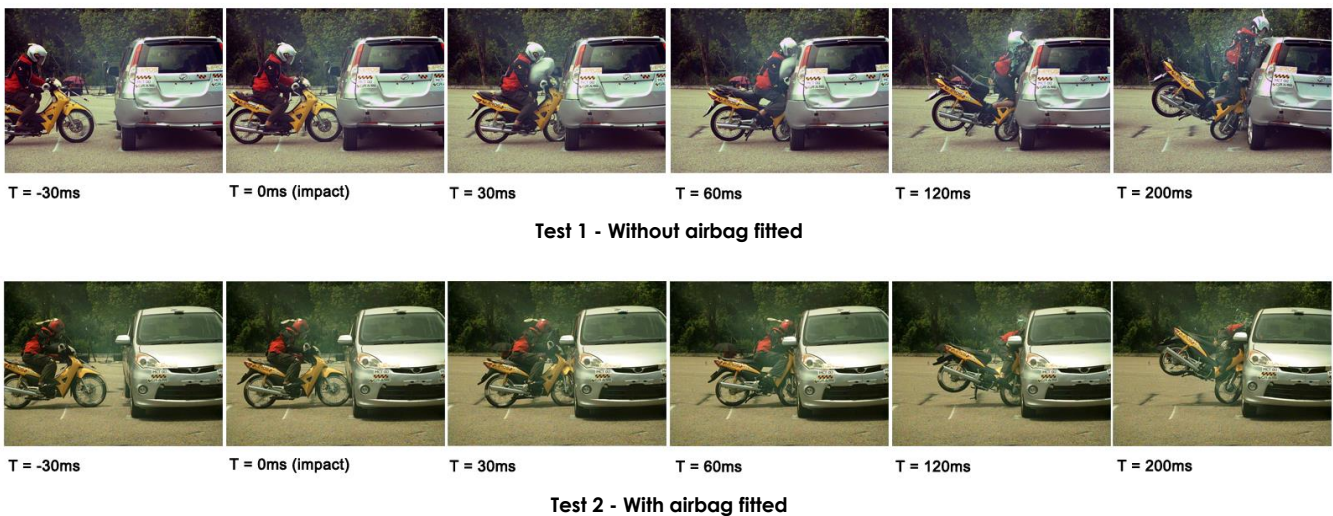 T = -30ms
T = 0ms (impact)
T = 30ms
T = 60ms
T = 120ms
T = 200ms
Test 1 - Without airbag fitted
T = -30ms
T = 0ms (impact)
T = 30ms
T = 60ms
T = 120ms
T = 200ms
Test 2 - With airbag fitted